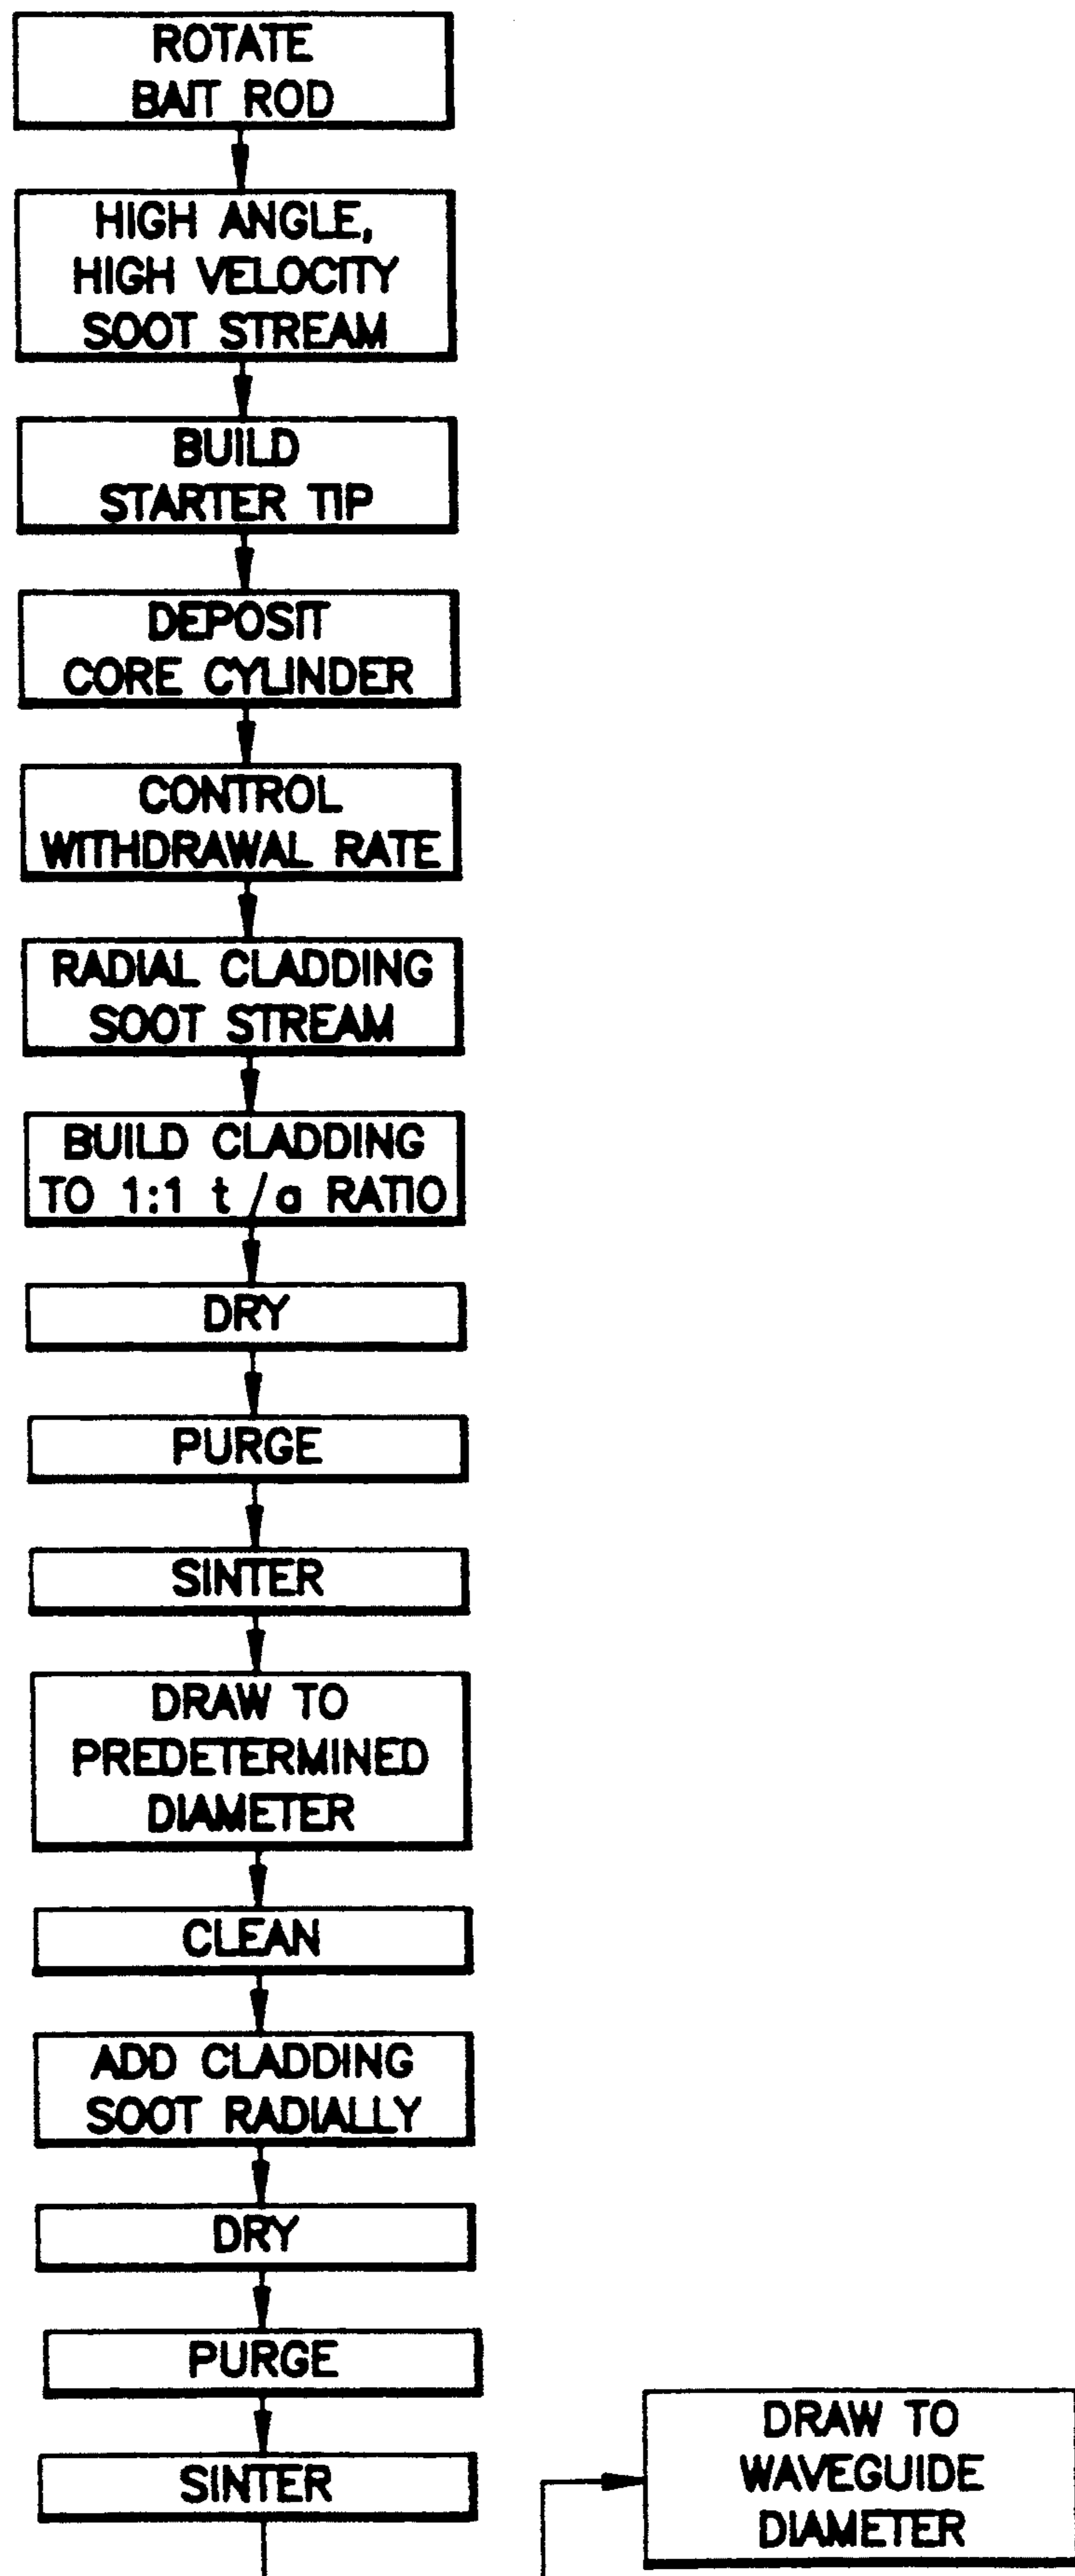 ROTATE
BAIT ROD
HIGH ANGLE,
HIGH VELOCITY
SOOT STREAM
BUILD
STARTER TIP
DEPOSIT
CORE CYLINDER
CONTROL
WITHDRAWAL RATE
RADIAL CLADDING
SOOT STREAM
BUILD CLADDING
TO 1:1 t/a RATIO
DRY
PURGE
SINTER
DRAW TO
PREDETERMINED
DIAMETER
CLEAN
ADD CLADDING
SOOT RADIALLY
DRY
PURGE
SINTER
DRAW TO
WAVEGUIDE
DIAMETER